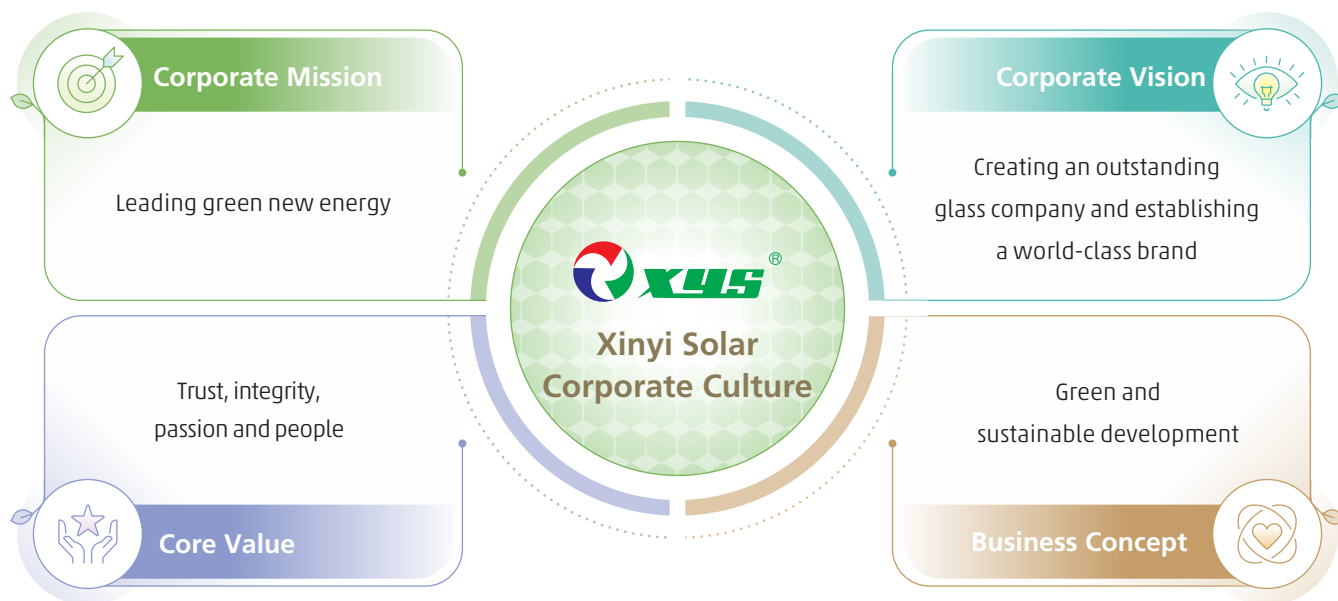 Corporate Mission
Leading green new energy
Corporate Vision
Creating an outstanding
glass company and establishing
a world-class brand
XYS®
Xinyi Solar
Corporate Culture
Trust, integrity,
passion and people
Core Value
Green and
sustainable development
Business Concept